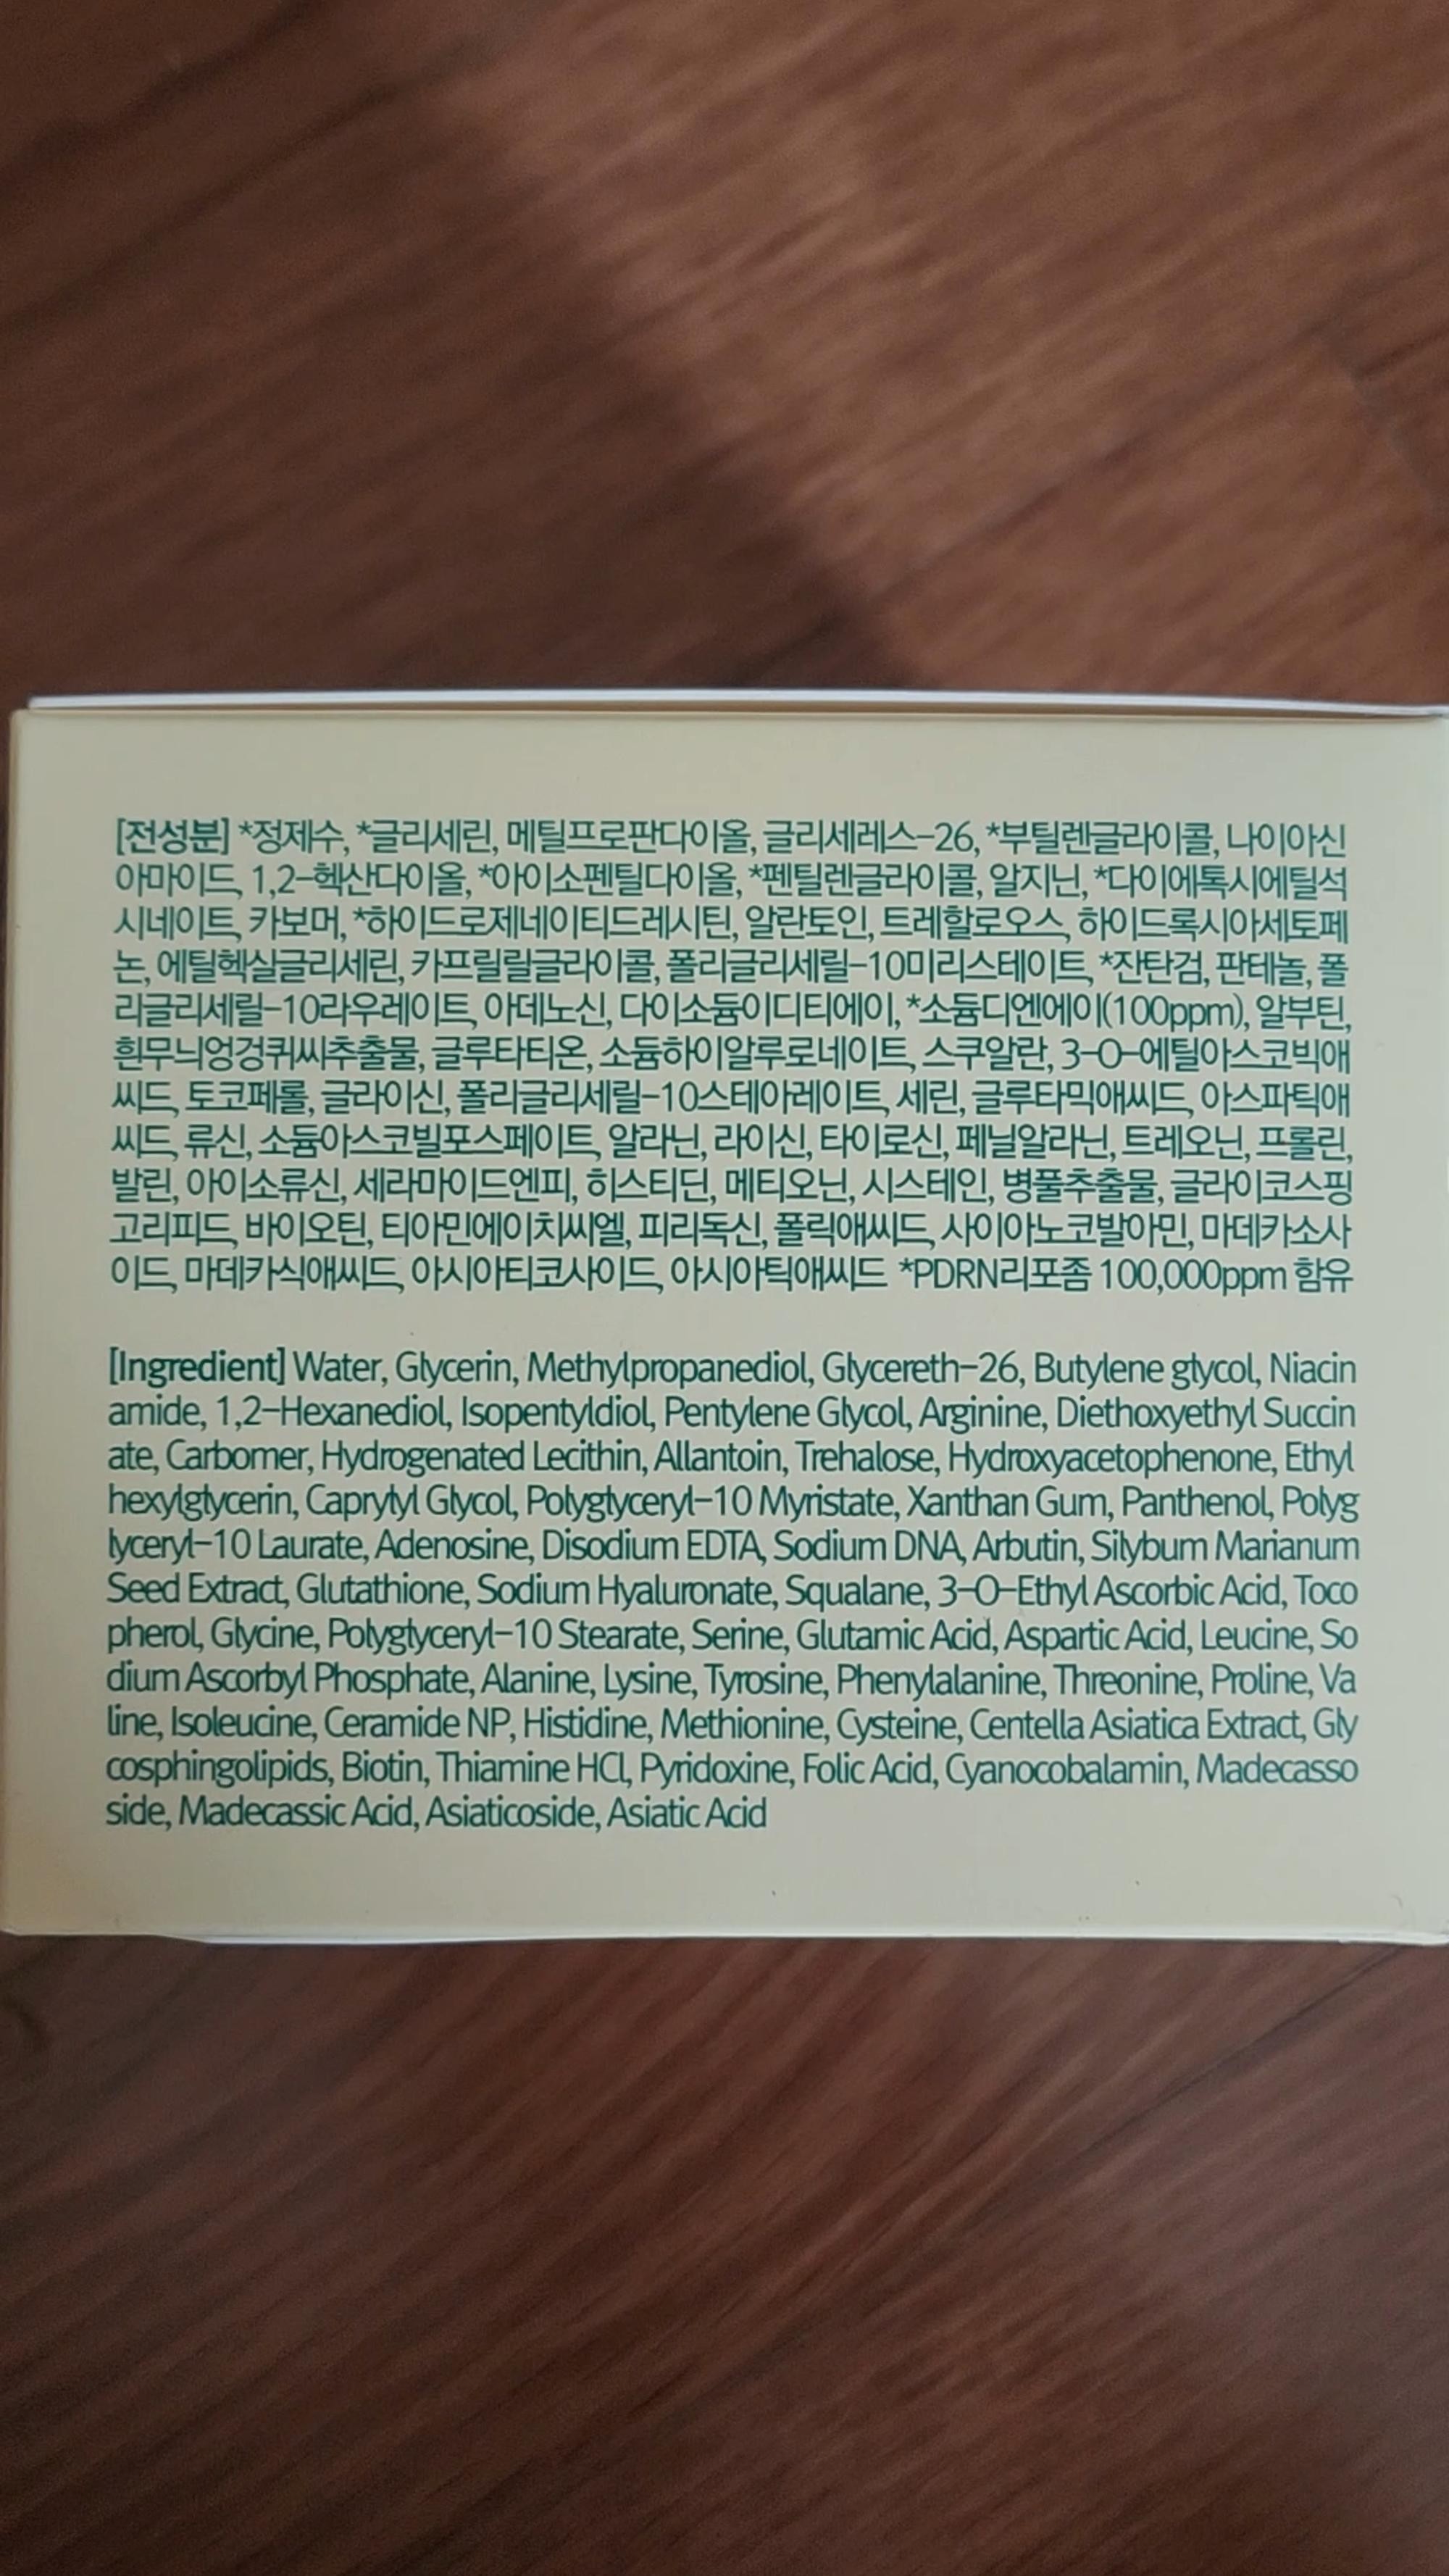 [전성분] *정제수, *글리세린, 메틸프로판다이올, 글리세레스-26, *부틸렌글라이콜, 나이아신
아마이드, 1,2-헥산다이올, *아이소펜틸다이올, *펜틸렌글라이콜, 알지닌, *다이에톡시에틸석
시네이트, 카보머, *하이드로제네이티드레시틴, 알란토인, 트레할로오스, 하이드록시아세토페
논, 에틸헥실글리세린, 카프릴릴글라이콜, 폴리글리세릴-10미리스테이트, *잔탄검, 판테놀, 폴
리글리세릴-10라우레이트, 아데노신, 다이소듐이디티에이, *소듐디엔에이(100ppm), 알부틴,
흰무늬엉겅퀴씨추출물, 글루타티온, 소듐하이알루로네이트, 스쿠알란, 3-O-에틸아스코빅애
씨드, 토코페롤, 글라이신, 폴리글리세릴-10스테아레이트, 세린, 글루타믹애씨드, 아스파틱애
씨드, 류신, 소듐아스코빌포스페이트, 알라닌, 라이신, 타이로신, 페닐알라닌, 트레오닌, 프롤린,
발린, 아이소류신, 세라마이드엔피, 히스티딘, 메티오닌, 시스테인, 병풀추출물, 글라이코스핑
고리피드, 바이오틴, 티아민에이치씨엘, 피리독신, 폴릭애씨드, 사이아노코발아민, 마데카소사
이드, 마데카식애씨드, 아시아티코사이드, 아시아틱애씨드 *PDRN리포좀 100,000ppm 함유
[Ingredient] Water, Glycerin, Methylpropanediol, Glycereth-26, Butylene glycol, Niacin
amide, 1,2-Hexanediol, Isopentyldiol, Pentylene Glycol, Arginine, Diethoxyethyl Succin
ate, Carbomer, Hydrogenated Lecithin, Allantoin, Trehalose, Hydroxyacetophenone, Ethyl
hexylglycerin, Caprylyl Glycol, Polyglyceryl-10 Myristate, Xanthan Gum, Panthenol, Polyg
lyceryl-10 Laurate, Adenosine, Disodium EDTA, Sodium DNA, Arbutin, Silybum Marianum
Seed Extract, Glutathione, Sodium Hyaluronate, Squalane, 3-O-Ethyl Ascorbic Acid, Toco
pherol, Glycine, Polyglyceryl-10 Stearate, Serine, Glutamic Acid, Aspartic Acid, Leucine, So
dium Ascorbyl Phosphate, Alanine, Lysine, Tyrosine, Phenylalanine, Threonine, Proline, Va
line, Isoleucine, Ceramide NP, Histidine, Methionine, Cysteine, Centella Asiatica Extract, Gly
cosphingolipids, Biotin, Thiamine HCl, Pyridoxine, Folic Acid, Cyanocobalamin, Madecasso
side, Madecassic Acid, Asiaticoside, Asiatic Acid